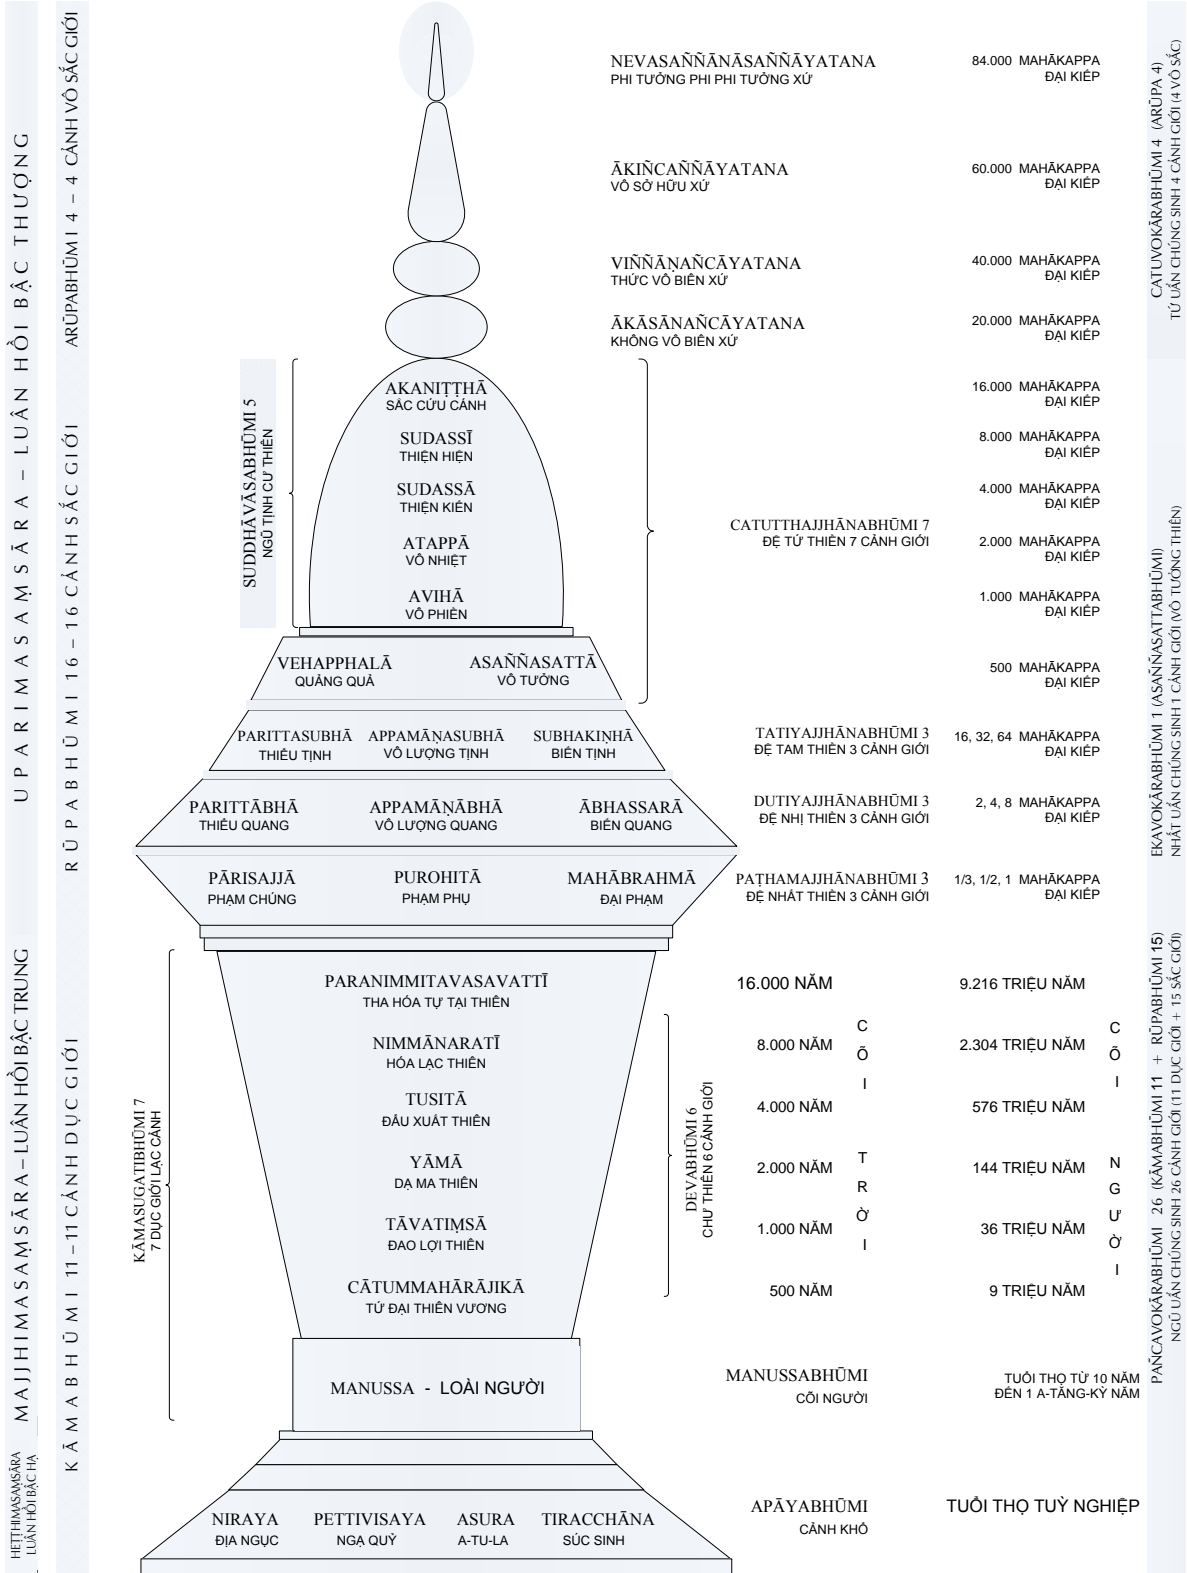 UPARIMASAṂSĀRA – LUÂN HỒI BẬC THƯỢNG
MAJJHIMASAṂSĀRA – LUÂN HỒI BẬC TRUNG
HEṬṬHIMASAṂSĀRA
LUÂN HỒI BẬC HẠ
ARŪPABHŪMI 4 – 4 CẢNH VÔ SẮC GIỚI
RŪPABHŪMI 16 – 16 CẢNH SẮC GIỚI
KĀMABHŪMI 11 – 11 CẢNH DỤC GIỚI
NEVASAÑÑĀNĀSAÑÑĀYATANA
PHI TƯỞNG PHI PHI TƯỞNG XỨ
84.000 MAHĀKAPPA
ĐẠI KIẾP
ĀKIÑCAÑÑĀYATANA
VÔ SỞ HỮU XỨ
60.000 MAHĀKAPPA
ĐẠI KIẾP
VIÑÑĀṆAÑCĀYATANA
THỨC VÔ BIÊN XỨ
40.000 MAHĀKAPPA
ĐẠI KIẾP
ĀKĀSĀNAÑCĀYATANA
KHÔNG VÔ BIÊN XỨ
20.000 MAHĀKAPPA
ĐẠI KIẾP
SUDDHĀVĀSABHŪMI 5
NGŨ TỊNH CƯ THIÊN
AKANIṬṬHĀ
SẮC CỨU CÁNH
16.000 MAHĀKAPPA
ĐẠI KIẾP
SUDASSĪ
THIỆN HIỆN
8.000 MAHĀKAPPA
ĐẠI KIẾP
SUDASSĀ
THIỆN KIẾN
4.000 MAHĀKAPPA
ĐẠI KIẾP
CATUTTHAJJHĀNABHŪMI 7
ĐỆ TỨ THIỀN 7 CẢNH GIỚI
ATAPPĀ
VÔ NHIỆT
2.000 MAHĀKAPPA
ĐẠI KIẾP
AVIHĀ
VÔ PHIỀN
1.000 MAHĀKAPPA
ĐẠI KIẾP
VEHAPPHALĀ
QUẢNG QUẢ
ASAÑÑASATTĀ
VÔ TƯỞNG
500 MAHĀKAPPA
ĐẠI KIẾP
PARITTASUBHĀ
THIỂU TỊNH
APPAMĀṆASUBHĀ
VÔ LƯỢNG TỊNH
SUBHAKIṆHĀ
BIẾN TỊNH
TATIYAJJHĀNABHŪMI 3
ĐỆ TAM THIỀN 3 CẢNH GIỚI
16, 32, 64 MAHĀKAPPA
ĐẠI KIẾP
PARITTĀBHĀ
THIỂU QUANG
APPAMĀṆĀBHĀ
VÔ LƯỢNG QUANG
ĀBHASSARĀ
BIẾN QUANG
DUTIYAJJHĀNABHŪMI 3
ĐỆ NHỊ THIỀN 3 CẢNH GIỚI
2, 4, 8 MAHĀKAPPA
ĐẠI KIẾP
PĀRISAJJĀ
PHẠM CHÚNG
PUROHITĀ
PHẠM PHỤ
MAHĀBRAHMĀ
ĐẠI PHẠM
PAṬHAMAJJHĀNABHŪMI 3
ĐỆ NHẤT THIỀN 3 CẢNH GIỚI
1/3, 1/2, 1 MAHĀKAPPA
ĐẠI KIẾP
KĀMASUGATIBHŪMI 7
7 DỤC GIỚI LẠC CẢNH
PARANIMMITAVASAVATTĪ
THA HÓA TỰ TẠI THIÊN
16.000 NĂM
9.216 TRIỆU NĂM
NIMMĀNARATĪ
HÓA LẠC THIÊN
8.000 NĂM
2.304 TRIỆU NĂM
TUSITĀ
ĐẨU XUẤT THIÊN
4.000 NĂM
576 TRIỆU NĂM
YĀMĀ
DẠ MA THIÊN
2.000 NĂM
144 TRIỆU NĂM
TĀVATIṂSĀ
ĐAO LỢI THIÊN
1.000 NĂM
36 TRIỆU NĂM
CĀTUMMAHĀRĀJIKĀ
TỨ ĐẠI THIÊN VƯƠNG
500 NĂM
9 TRIỆU NĂM
DEVABHŪMI 6
CHƯ THIÊN 6 CẢNH GIỚI
CÕI TRỜI
CÕI NGƯỜI
MANUSSA - LOÀI NGƯỜI
MANUSSABHŪMI
CÕI NGƯỜI
TUỔI THỌ TỪ 10 NĂM
ĐẾN 1 A-TĂNG-KỲ NĂM
NIRAYA
ĐỊA NGỤC
PETTIVISAYA
NGẠ QUỶ
ASURA
A-TU-LA
TIRACCHĀNA
SÚC SINH
APĀYABHŪMI
CẢNH KHỔ
TUỔI THỌ TUỲ NGHIỆP
CATUVOKĀRABHŪMI 4 (ARŪPA 4)
TỨ UẨN CHÚNG SINH 4 CẢNH GIỚI (4 VÔ SẮC)
EKAVOKĀRABHŪMI 1 (ASAÑÑASATTABHŪMI)
NHẤT UẨN CHÚNG SINH 1 CẢNH GIỚI (VÔ TƯỞNG THIÊN)
PAÑCAVOKĀRABHŪMI 26 (KĀMABHŪMI 11 + RŪPABHŪMI 15)
NGŨ UẨN CHÚNG SINH 26 CẢNH GIỚI (11 DỤC GIỚI + 15 SẮC GIỚI)